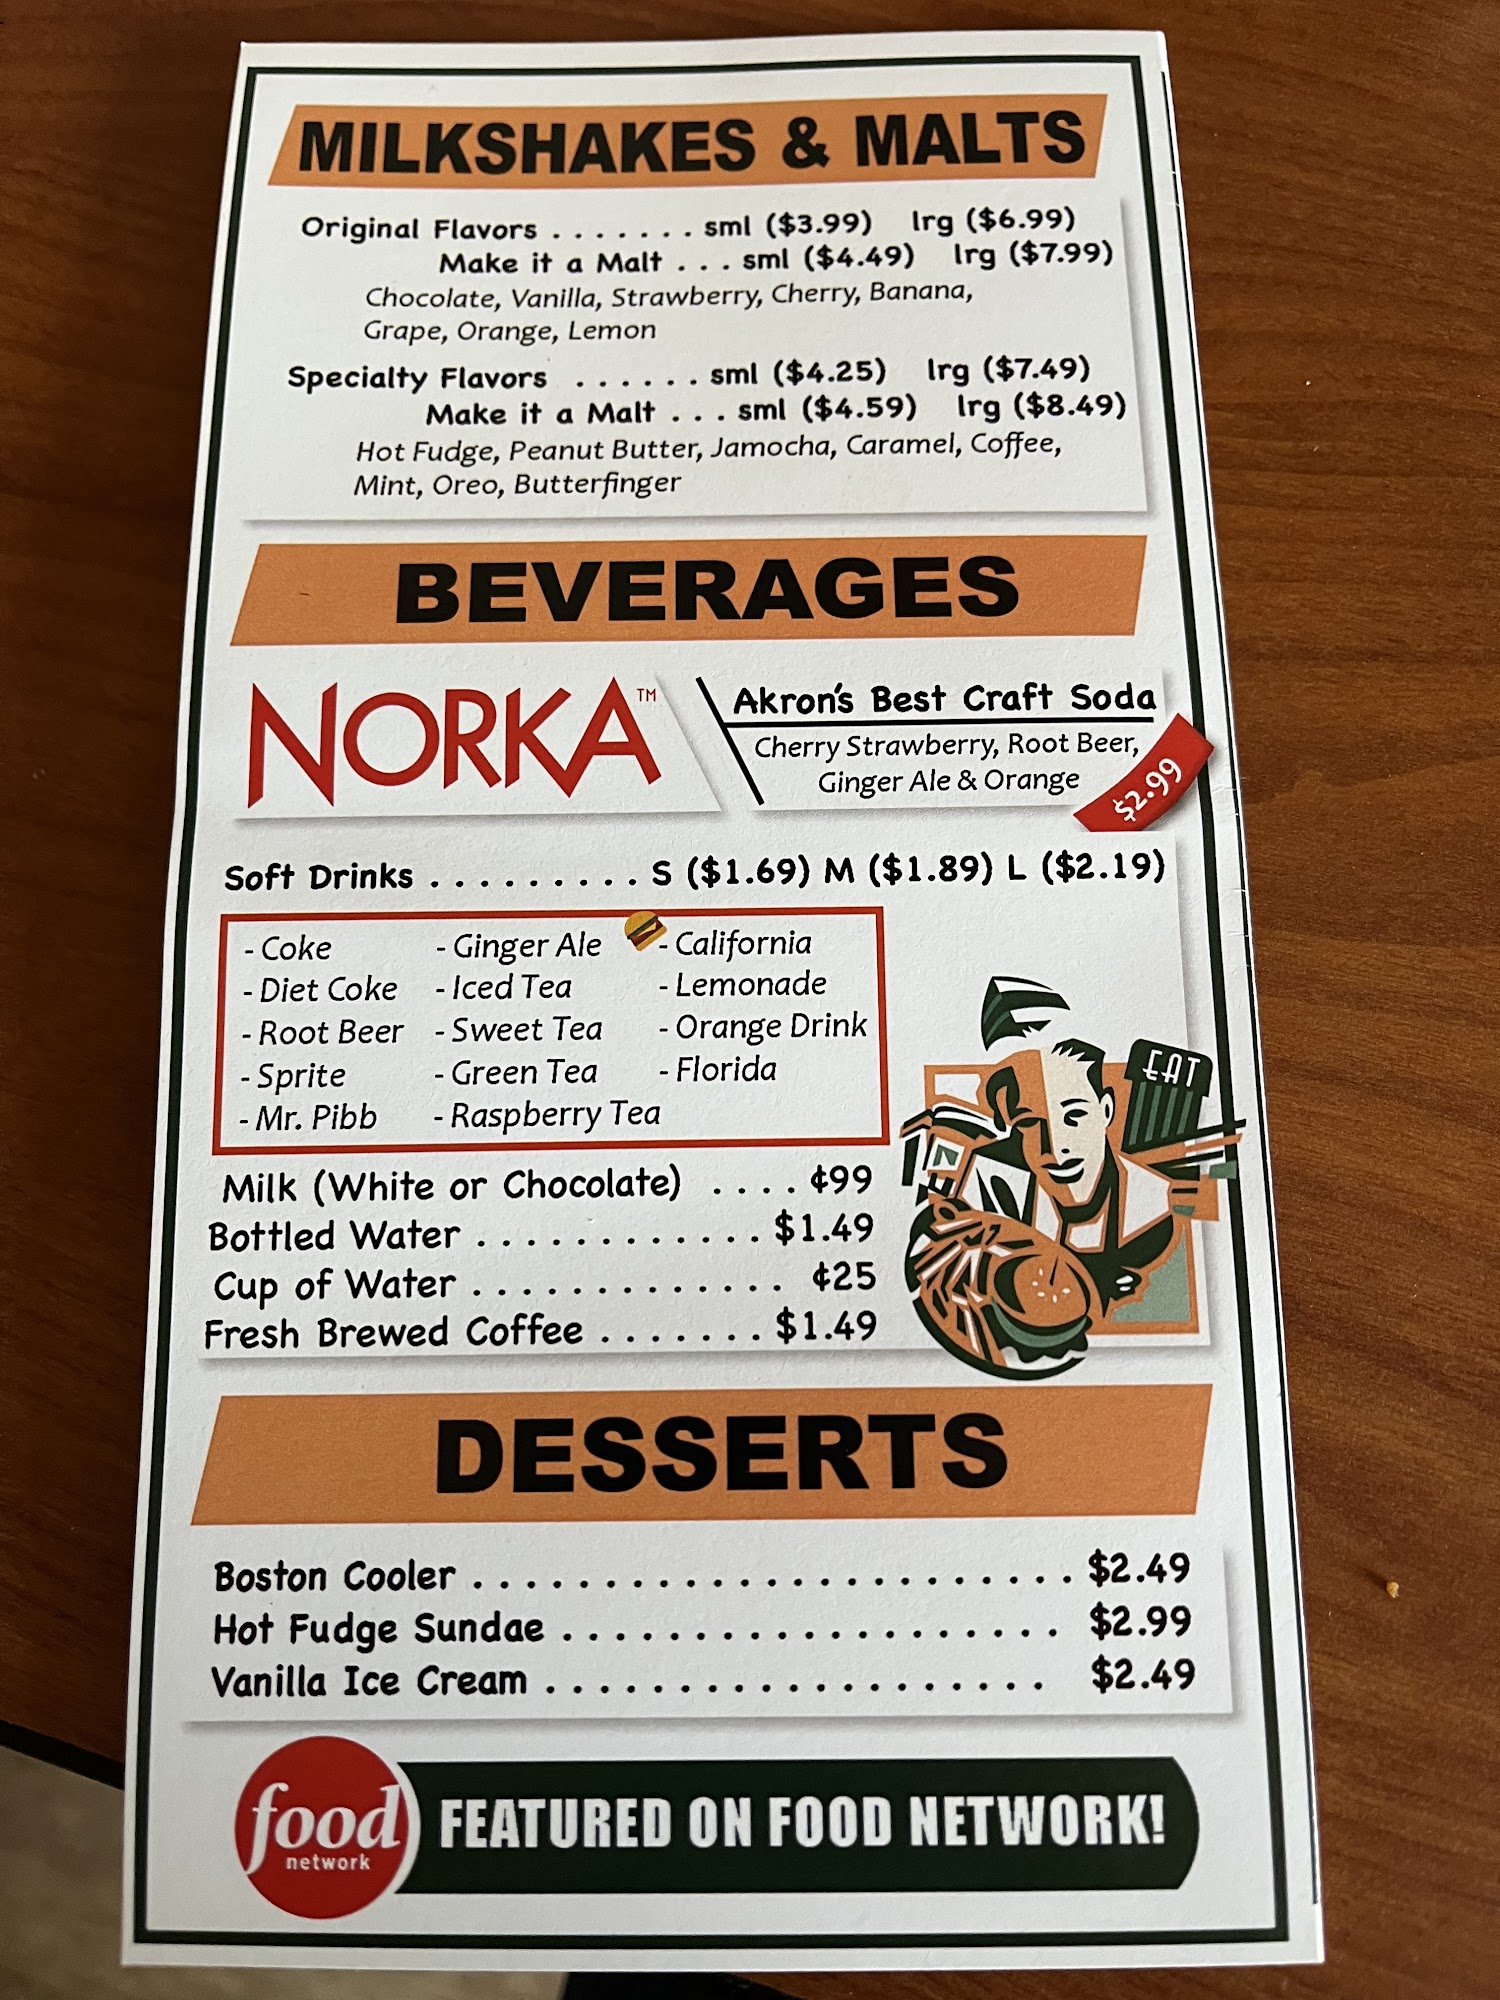 MILKSHAKES & MALTS
Original Flavors . . . . . . . sml ($3.99) lrg ($6.99)
Make it a Malt . . . sml ($4.49) lrg ($7.99)
Chocolate, Vanilla, Strawberry, Cherry, Banana,
Grape, Orange, Lemon
Specialty Flavors . . . . . . sml ($4.25) lrg ($7.49)
Make it a Malt . . . sml ($4.59) lrg ($8.49)
Hot Fudge, Peanut Butter, Jamocha, Caramel, Coffee,
Mint, Oreo, Butterfinger
BEVERAGES
NORKA™
Akron's Best Craft Soda
Cherry Strawberry, Root Beer,
Ginger Ale & Orange
$2.99
Soft Drinks . . . . . . . . . S ($1.69) M ($1.89) L ($2.19)
- Coke - Ginger Ale - California
- Diet Coke - Iced Tea - Lemonade
- Root Beer - Sweet Tea - Orange Drink
- Sprite - Green Tea - Florida
- Mr. Pibb - Raspberry Tea
EAT
Milk (White or Chocolate) . . . . ¢99
Bottled Water . . . . . . . . . . . . $1.49
Cup of Water . . . . . . . . . . . . . ¢25
Fresh Brewed Coffee . . . . . . . $1.49
DESSERTS
Boston Cooler . . . . . . . . . . . . . . . . . . . . . . . $2.49
Hot Fudge Sundae . . . . . . . . . . . . . . . . . . . $2.99
Vanilla Ice Cream . . . . . . . . . . . . . . . . . . . $2.49
food
network
FEATURED ON FOOD NETWORK!